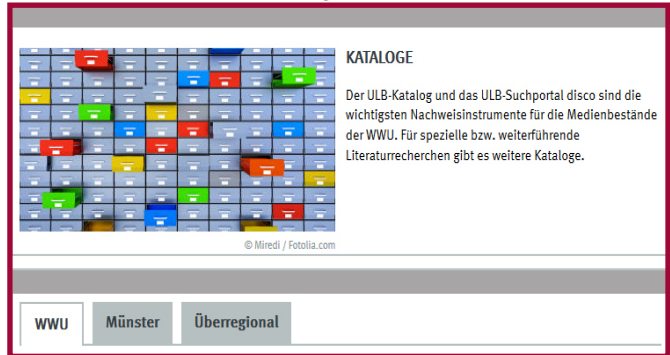 KATALOGE
Der ULB-Katalog und das ULB-Suchportal disco sind die
wichtigsten Nachweisinstrumente für die Medienbestände
der WWU. Für spezielle bzw. weiterführende
Literaturrecherchen gibt es weitere Kataloge.
© Miredi / Fotolia.com
WWU Münster Überregional